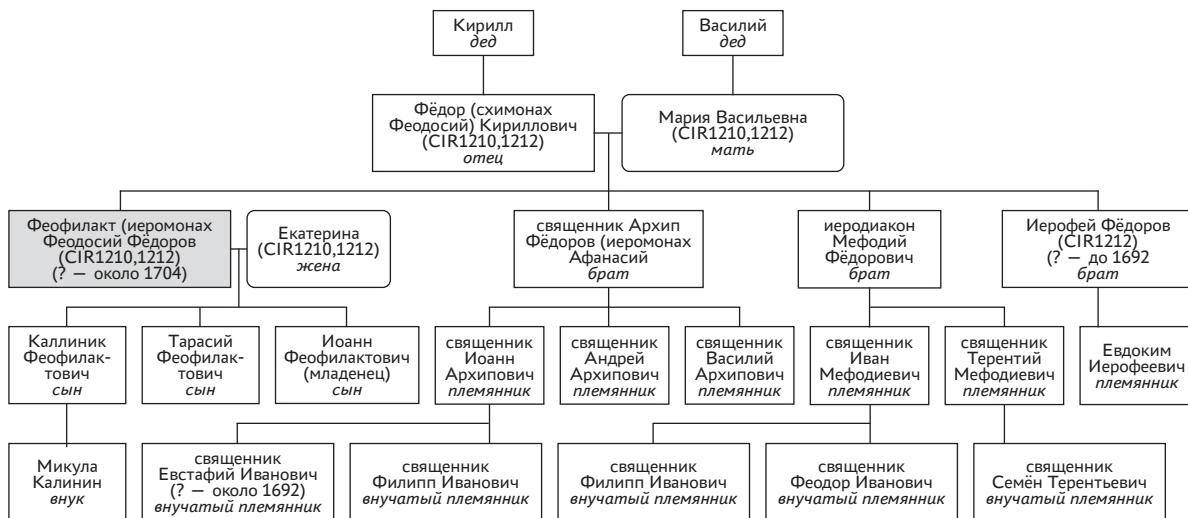 Кирилл
дед
Василий
дед
Фёдор (схимонах
Феодосий) Кириллович
(CIR1210,1212)
отец
Мария Васильевна
(CIR1210,1212)
мать
Феофилакт (иеромонах
Феодосий Фёдоров
(CIR1210,1212)
(? — около 1704)
Екатерина
(CIR1210,1212)
жена
священник Архип
Фёдоров (иеромонах
Афанасий
брат
иеродиакон
Мефодий
Фёдорович
брат
Иерофей Фёдоров
(CIR1212)
(? — до 1692
брат
Каллиник
Феофилак-
тович
сын
Тарасий
Феофилак-
тович
сын
Иоанн
Феофилактович
(младенец)
сын
священник
Иоанн
Архипович
племянник
священник
Андрей
Архипович
племянник
священник
Василий
Архипович
племянник
священник
Иван
Мефодиевич
племянник
священник
Терентий
Мефодиевич
племянник
Евдоким
Иерофеевич
племянник
Микула
Калинин
внук
священник
Евстафий Иванович
(? — около 1692)
внучатый племянник
священник
Филипп Иванович
внучатый племянник
священник
Филипп Иванович
внучатый племянник
священник
Феодор Иванович
внучатый племянник
священник
Семён Терентьевич
внучатый племянник